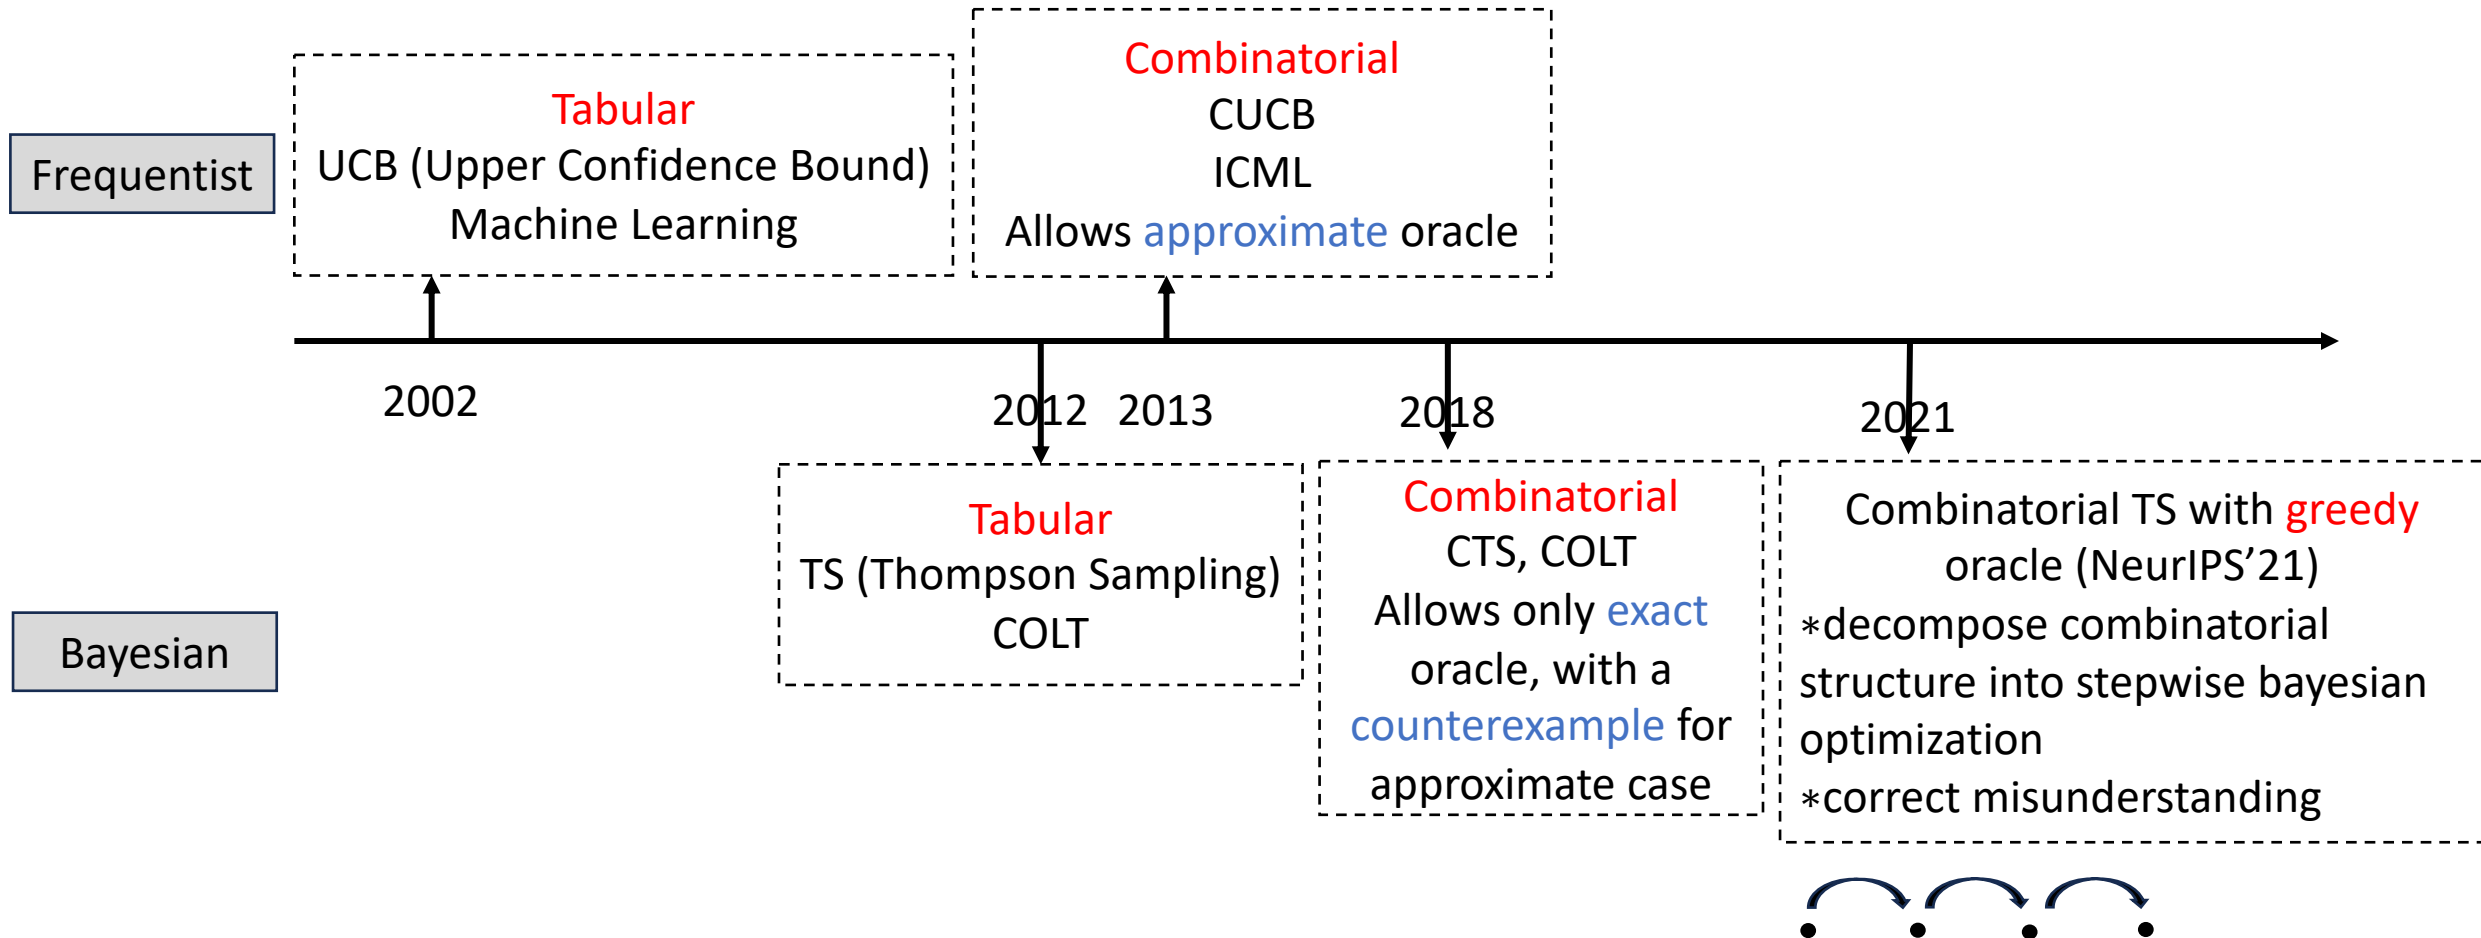 Frequentist
Tabular
UCB (Upper Confidence Bound)
Machine Learning
Combinatorial
CUCB
ICML
Allows approximate oracle
2002
2012
2013
2018
2021
Bayesian
Tabular
TS (Thompson Sampling)
COLT
Combinatorial
CTS, COLT
Allows only exact
oracle, with a
counterexample for
approximate case
Combinatorial TS with greedy
oracle (NeurIPS’21)
*decompose combinatorial
structure into stepwise bayesian
optimization
*correct misunderstanding